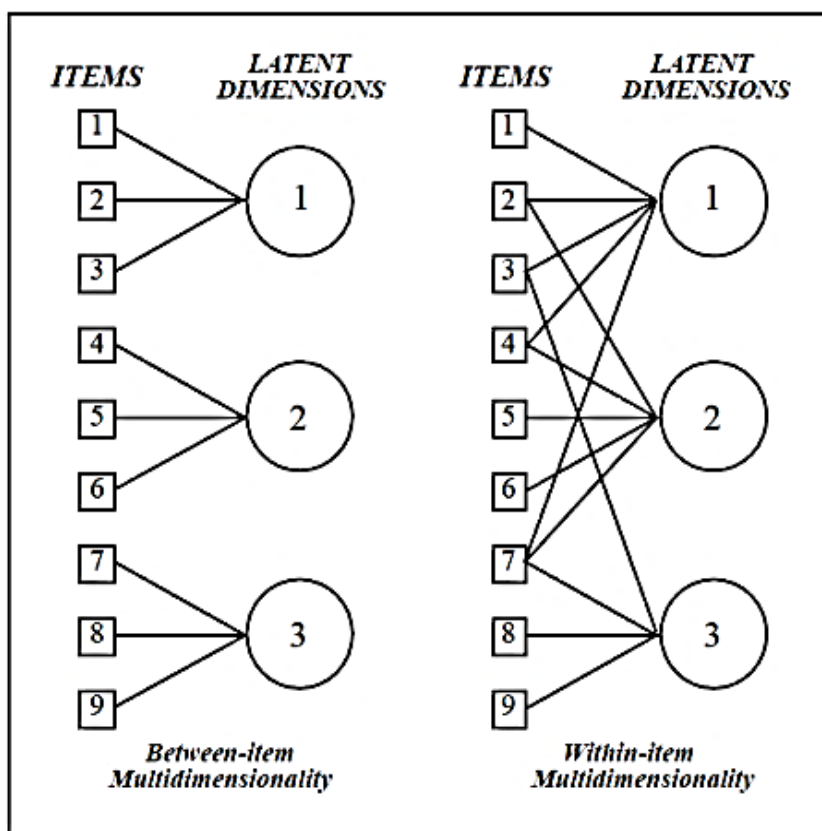 ITEMS
LATENT
DIMENSIONS
1
2
3
4
5
6
7
8
9
1
2
3
Between-item
Multidimensionality
ITEMS
LATENT
DIMENSIONS
1
2
3
4
5
6
7
8
9
1
2
3
Within-item
Multidimensionality